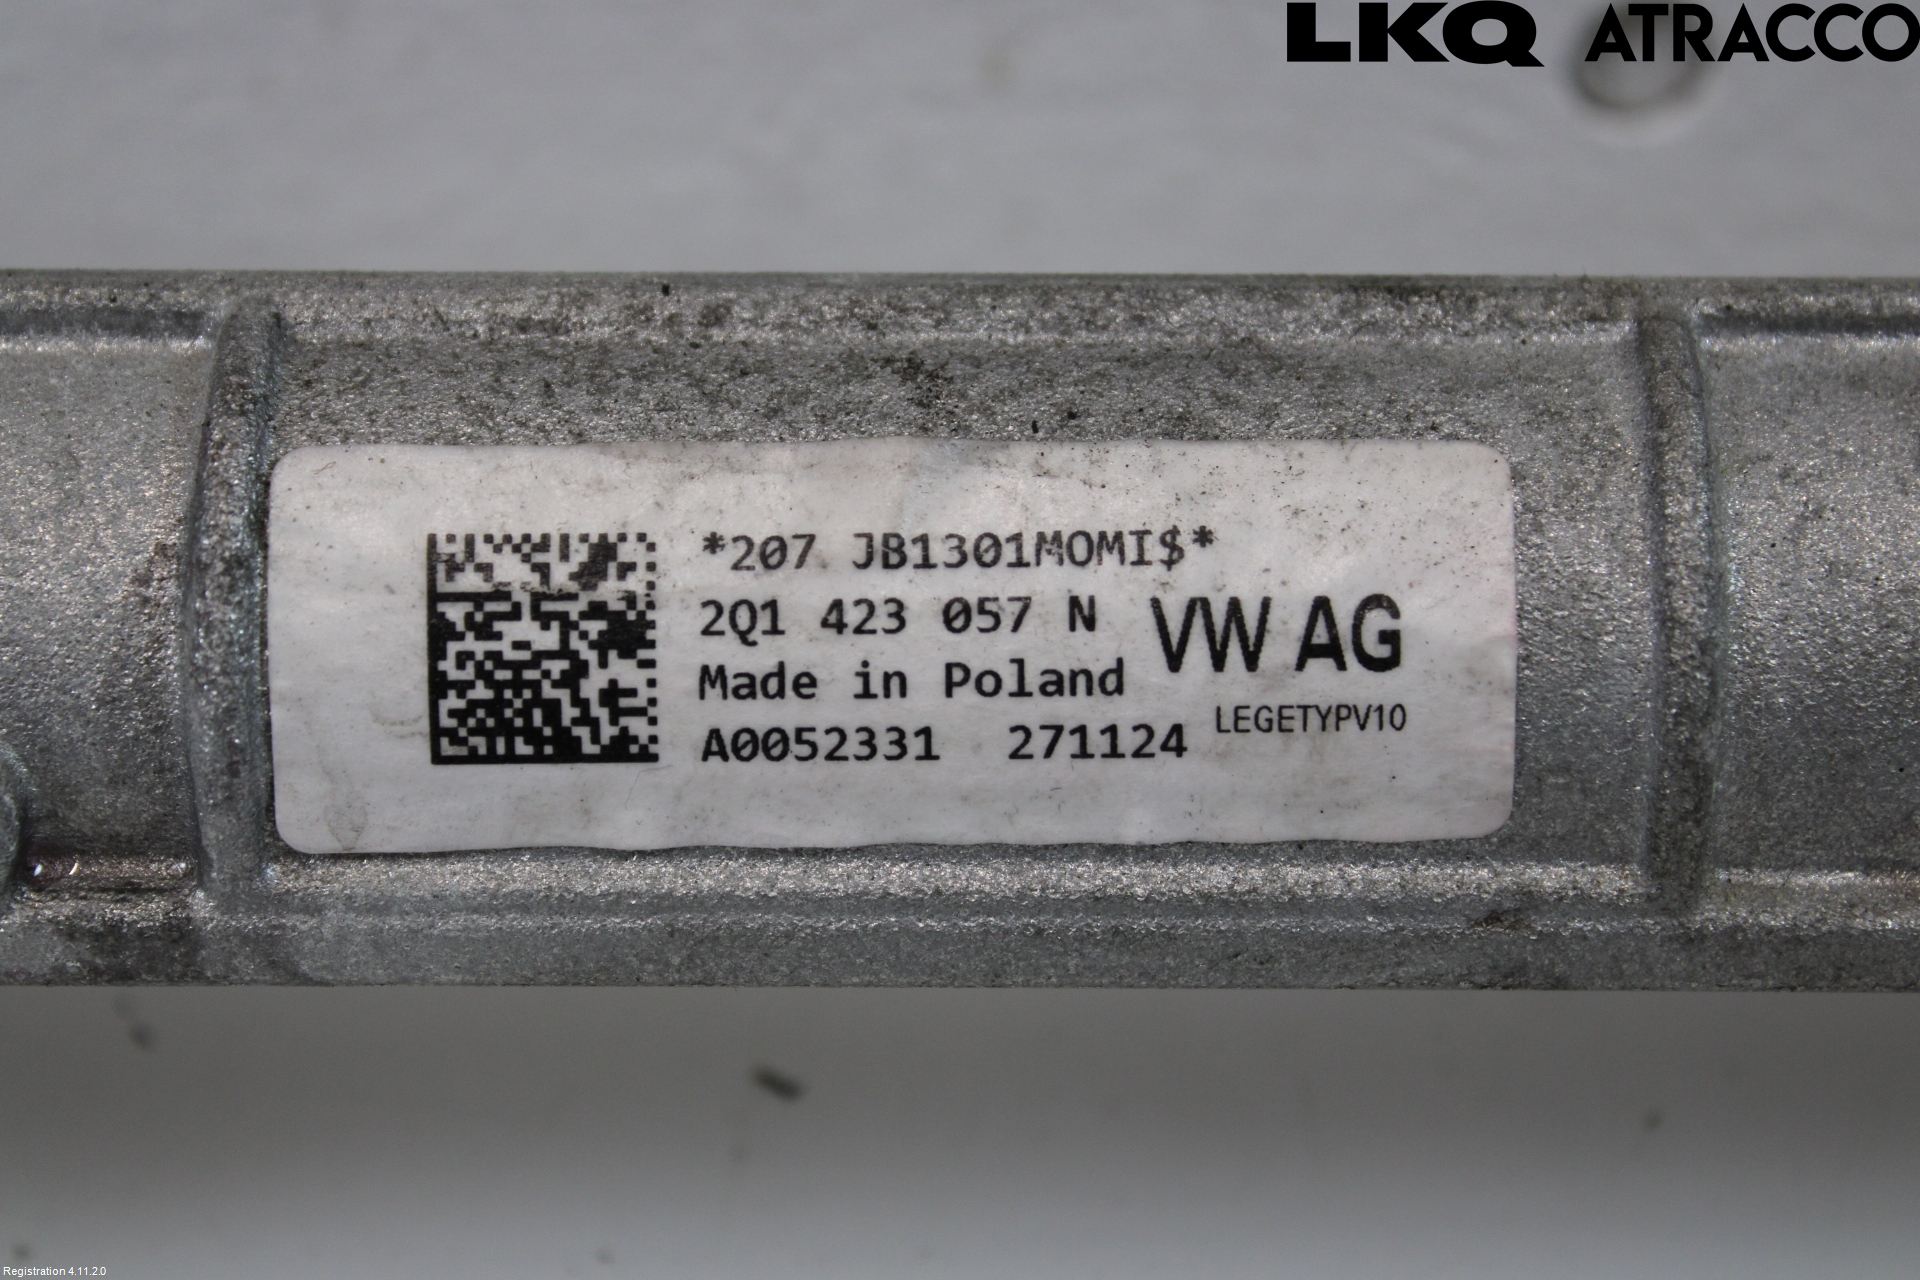 LKQ ATRACCO
*207 JB1301MOMI$*
2Q1 423 057 N
VW AG
Made in Poland
LEGETYPV10
A0052331 271124
Registration 4.11.2.0